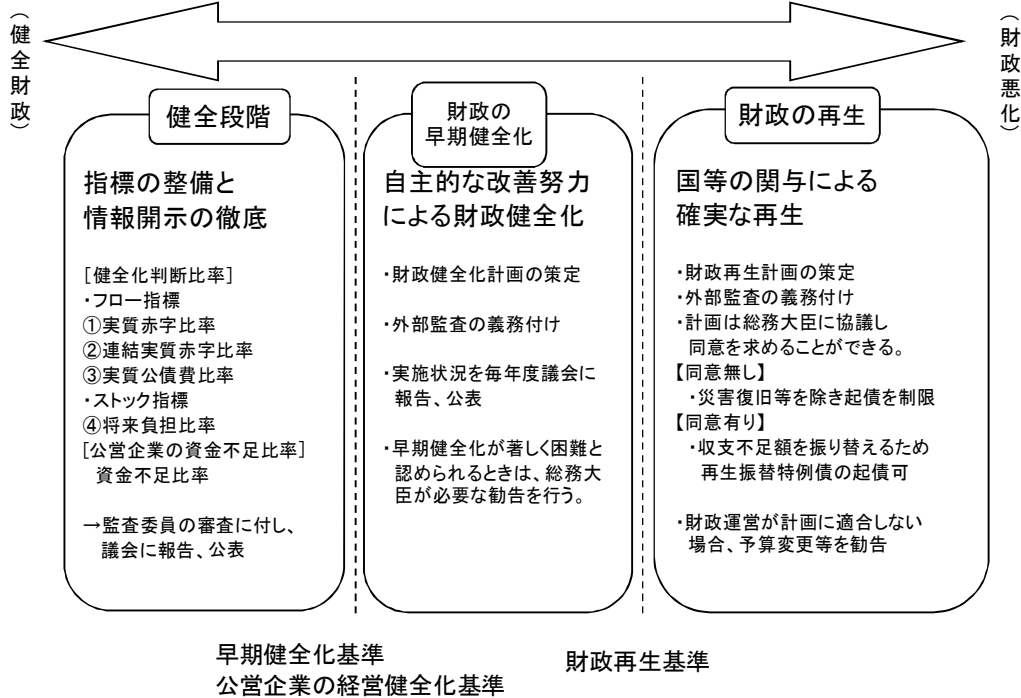 （健全財政）
（財政悪化）
健全段階
指標の整備と
情報開示の徹底
[健全化判断比率]
・フロー指標
①実質赤字比率
②連結実質赤字比率
③実質公債費比率
・ストック指標
④将来負担比率
[公営企業の資金不足比率]
資金不足比率
→監査委員の審査に付し、
議会に報告、公表
財政の
早期健全化
自主的な改善努力
による財政健全化
・財政健全化計画の策定
・外部監査の義務付け
・実施状況を毎年度議会に
報告、公表
・早期健全化が著しく困難と
認められるときは、総務大
臣が必要な勧告を行う。
財政の再生
国等の関与による
確実な再生
・財政再生計画の策定
・外部監査の義務付け
・計画は総務大臣に協議し
同意を求めることができる。
【同意無し】
・災害復旧等を除き起債を制限
【同意有り】
・収支不足額を振り替えるため
再生振替特例債の起債可
・財政運営が計画に適合しない
場合、予算変更等を勧告
早期健全化基準
公営企業の経営健全化基準
財政再生基準